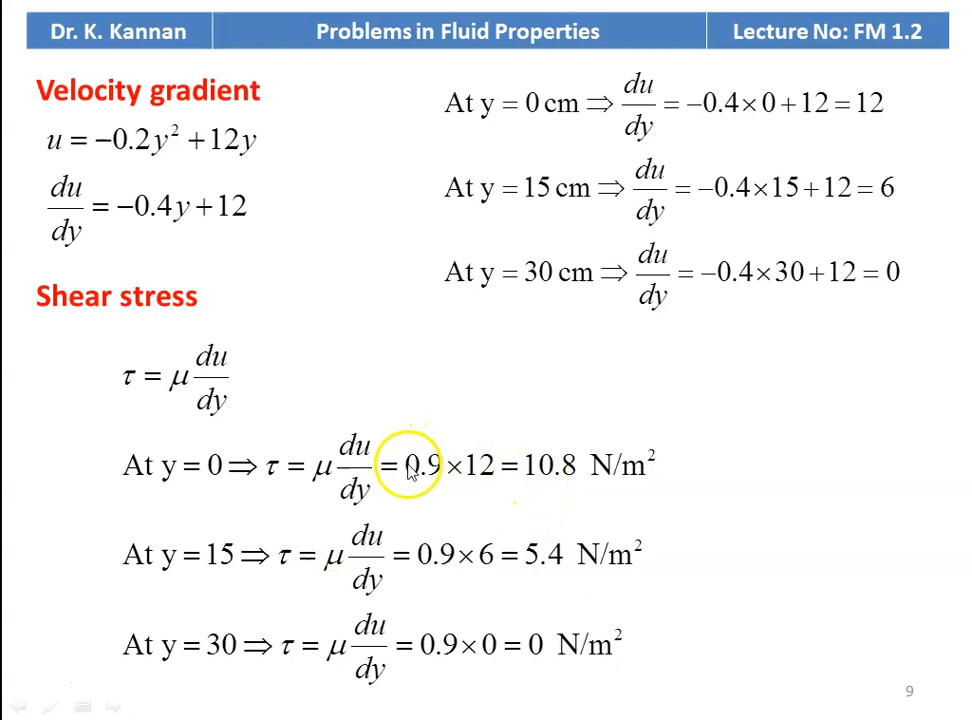 Dr. K. Kannan
Problems in Fluid Properties
Lecture No: FM 1.2
Velocity gradient
u = −0.2y² + 12y
du/dy = −0.4y + 12
At y = 0 cm ⇒ du/dy = −0.4 × 0 + 12 = 12
At y = 15 cm ⇒ du/dy = −0.4 × 15 + 12 = 6
At y = 30 cm ⇒ du/dy = −0.4 × 30 + 12 = 0
Shear stress
τ = μ du/dy
At y = 0 ⇒ τ = μ du/dy = 0.9 × 12 = 10.8 N/m²
At y = 15 ⇒ τ = μ du/dy = 0.9 × 6 = 5.4 N/m²
At y = 30 ⇒ τ = μ du/dy = 0.9 × 0 = 0 N/m²
9